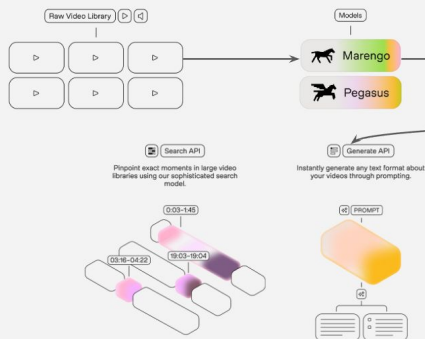 Raw Video Library
Models
Marengo
Pegasus
Search API
Pinpoint exact moments in large video
libraries using our sophisticated search
model.
0:03-1:45
03:16-04:22
19:03-19:04
Generate API
Instantly generate any text format about
your videos through prompting.
PROMPT